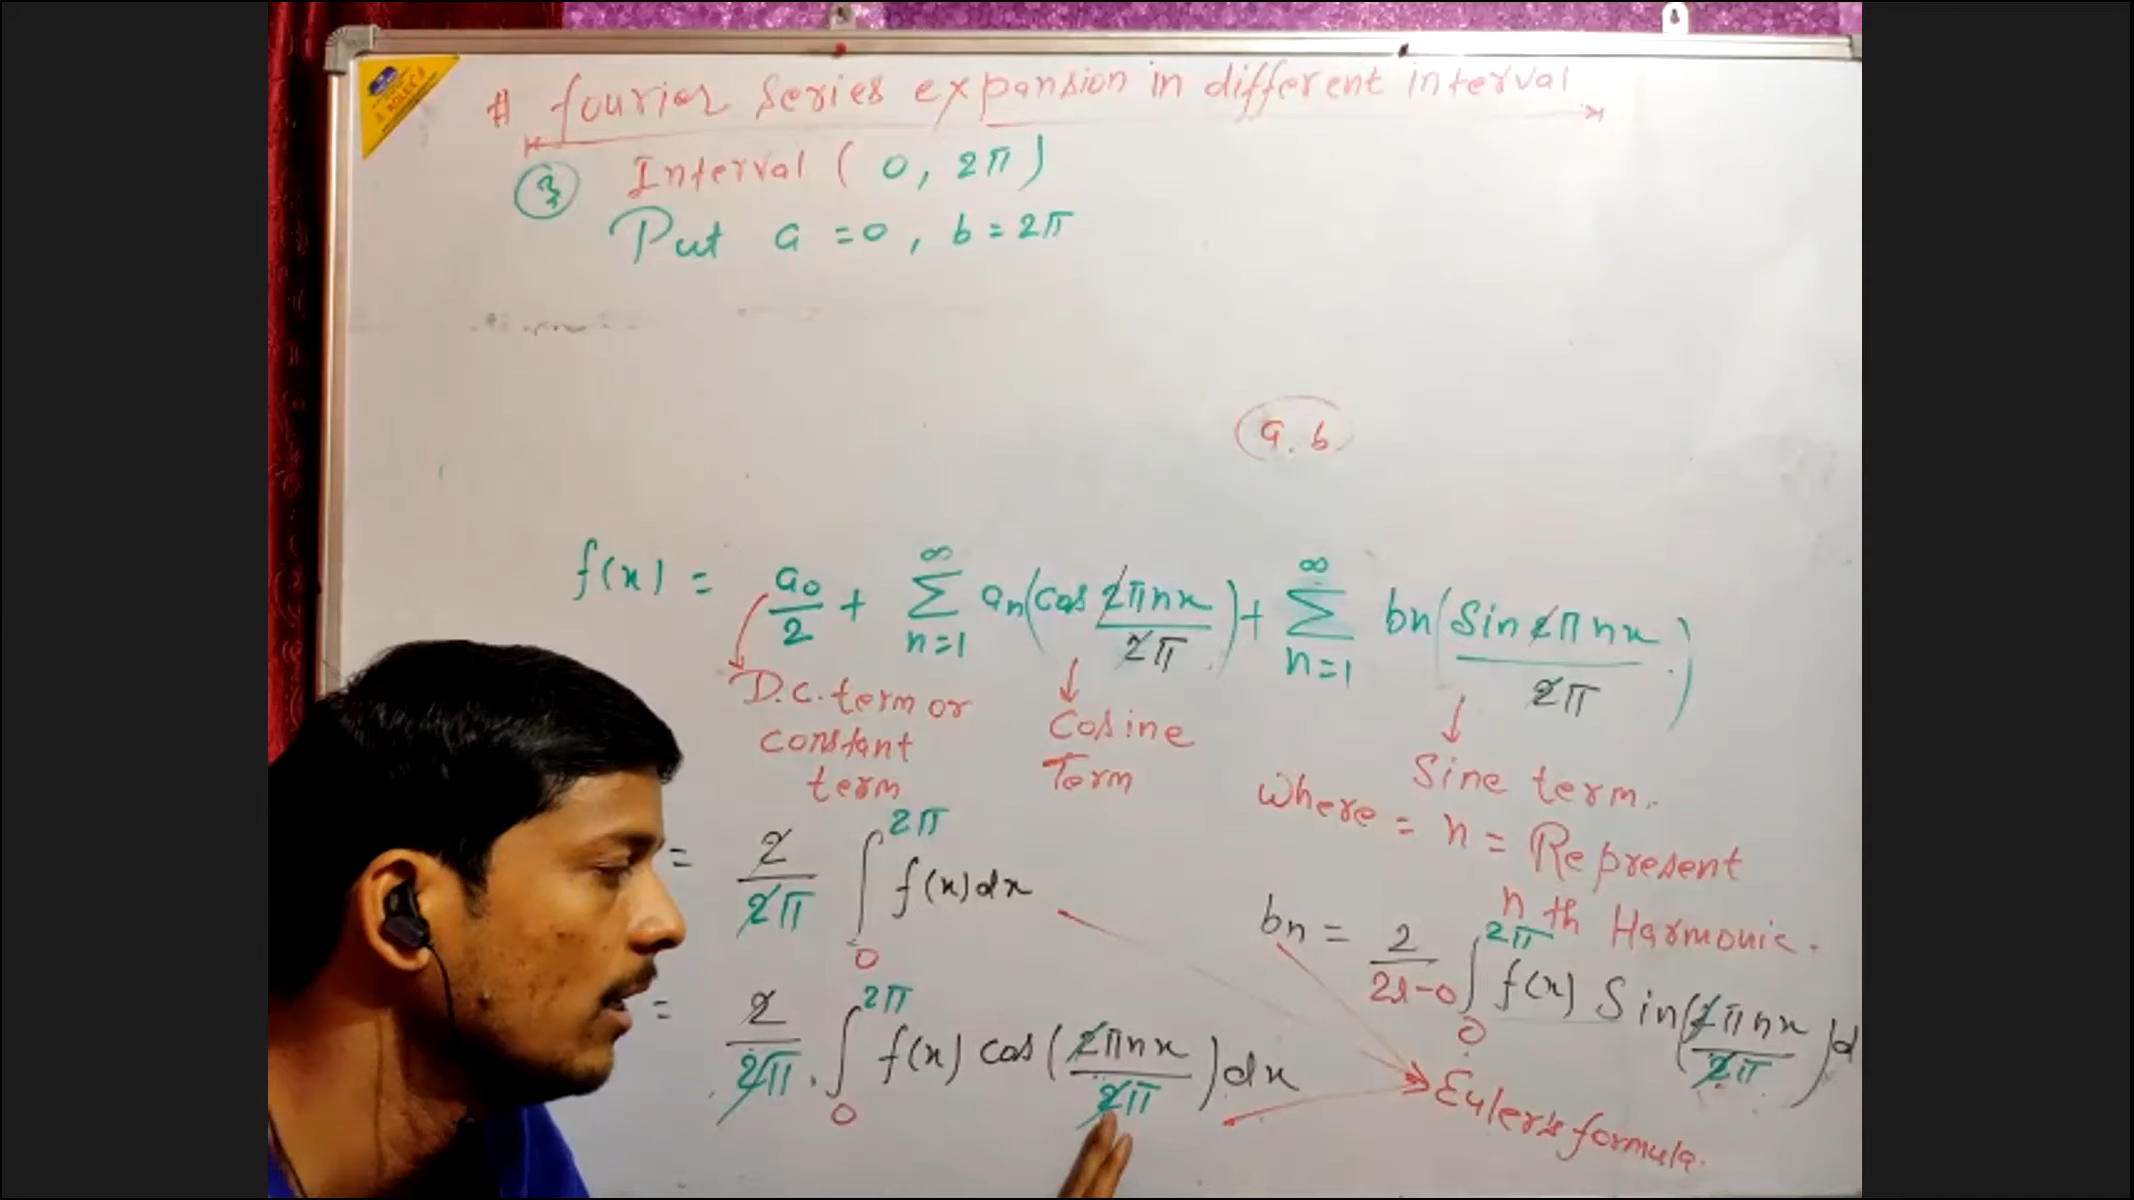 # fourier series expansion in different interval
③ Interval ( 0, 2π )
Put a = 0, b = 2π
a, b
f(x) = a0/2 + ∞ Σ n=1 an(cos 2πnx/2π) + ∞ Σ n=1 bn(Sin 2πnx/2π)
D.C. term or constant term
Cosine Term
Sine term.
where = n = Represent
n th Harmonic.
= 2/2π ∫ 0 2π f(x)dx
bn = 2/2λ-0 ∫ 0 2π f(x) Sin(2πnx/2π)d
= 2/2π . ∫ 0 2π f(x) cos(2πnx/2π)dx
Euler's formula.